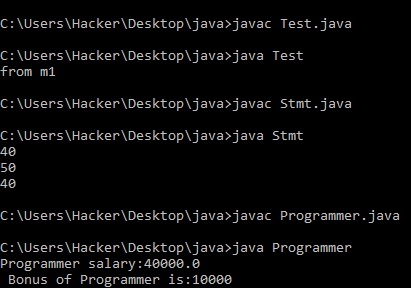 C:\Users\Hacker\Desktop\java>javac Test.java
C:\Users\Hacker\Desktop\java>java Test
from m1
C:\Users\Hacker\Desktop\java>javac Stmt.java
C:\Users\Hacker\Desktop\java>java Stmt
40
50
40
C:\Users\Hacker\Desktop\java>javac Programmer.java
C:\Users\Hacker\Desktop\java>java Programmer
Programmer salary:40000.0
 Bonus of Programmer is:10000